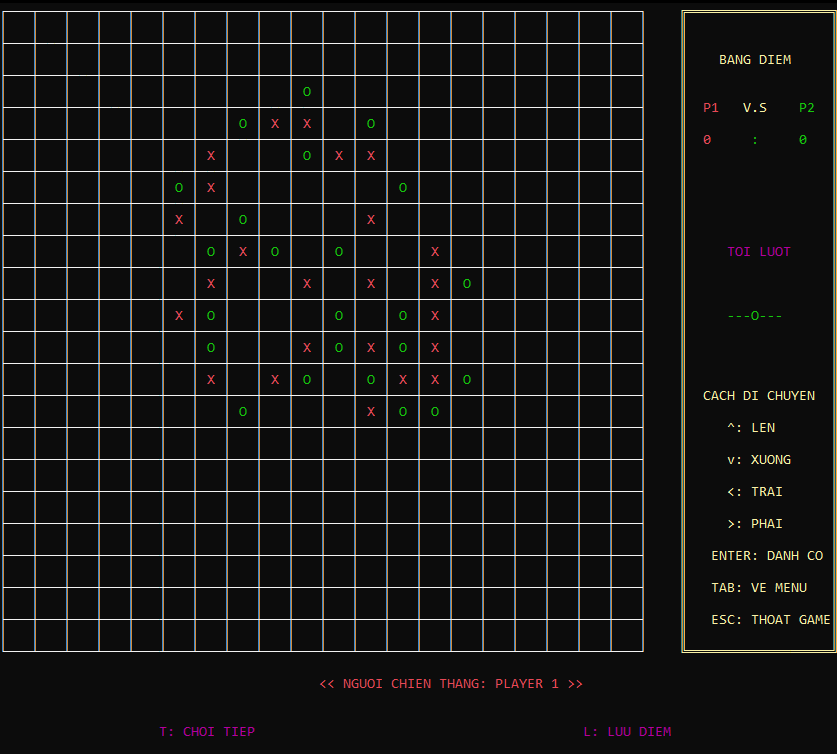 O
O X X O
X O X X
O X O
X O X
O X O O X
X X X X O
X O O O X
O X O X O X
X X O O X X O
O X O O
BANG DIEM
P1 V.S P2
0 : 0
TOI LUOT
---O---
CACH DI CHUYEN
^: LEN
v: XUONG
<: TRAI
>: PHAI
ENTER: DANH CO
TAB: VE MENU
ESC: THOAT GAME
<< NGUOI CHIEN THANG: PLAYER 1 >>
T: CHOI TIEP L: LUU DIEM